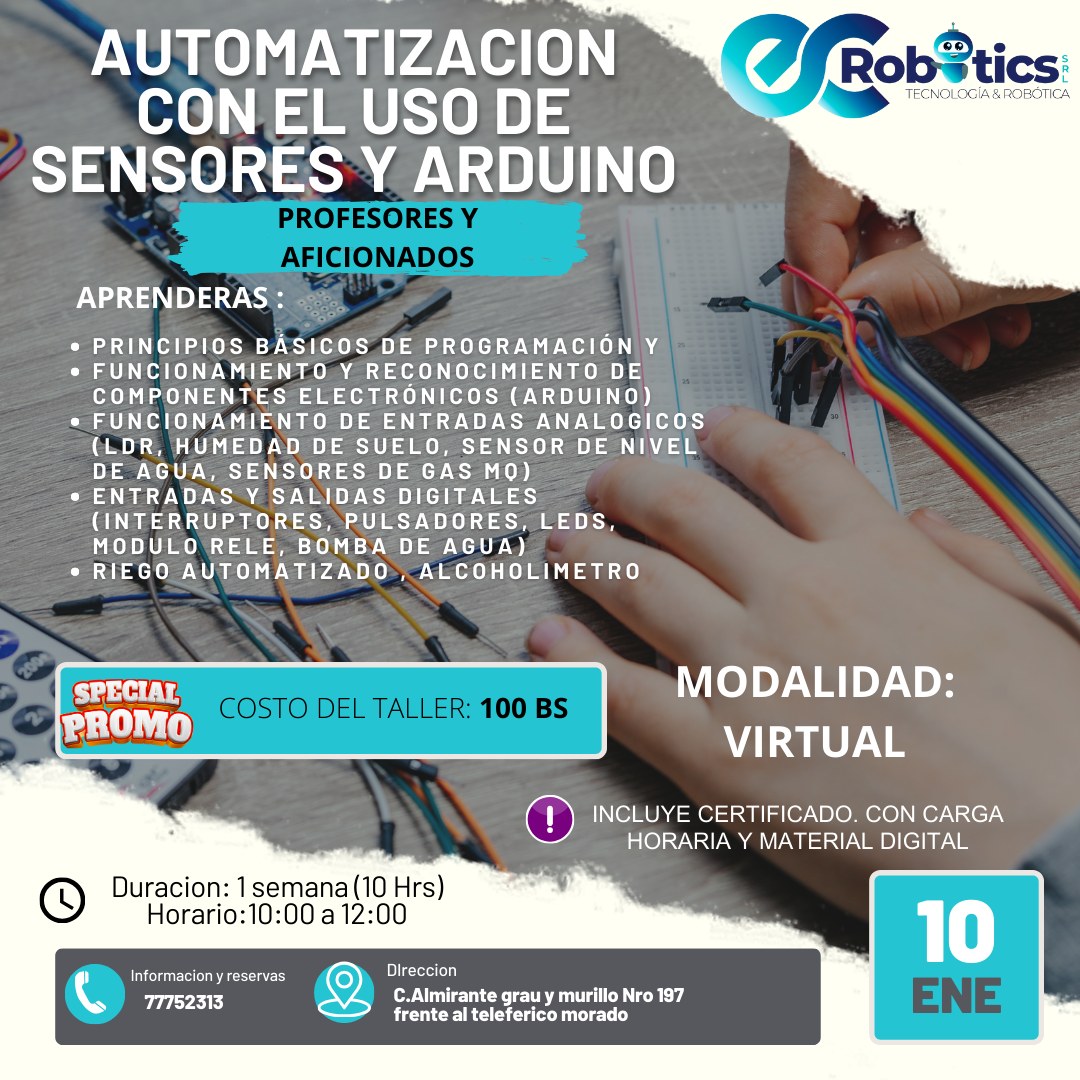 AUTOMATIZACION
CON EL USO DE
SENSORES Y ARDUINO
ec Robotics SRL
TECNOLOGÍA & ROBÓTICA
PROFESORES Y
AFICIONADOS
APRENDERAS :
• PRINCIPIOS BÁSICOS DE PROGRAMACIÓN Y
• FUNCIONAMIENTO Y RECONOCIMIENTO DE
COMPONENTES ELECTRÓNICOS (ARDUINO)
• FUNCIONAMIENTO DE ENTRADAS ANALOGICOS
(LDR, HUMEDAD DE SUELO, SENSOR DE NIVEL
DE AGUA, SENSORES DE GAS MQ)
• ENTRADAS Y SALIDAS DIGITALES
(INTERRUPTORES, PULSADORES, LEDS,
MODULO RELE, BOMBA DE AGUA)
• RIEGO AUTOMATIZADO , ALCOHOLIMETRO
SPECIAL
PROMO
COSTO DEL TALLER: 100 BS
MODALIDAD:
VIRTUAL
! INCLUYE CERTIFICADO. CON CARGA
HORARIA Y MATERIAL DIGITAL
Duracion: 1 semana (10 Hrs)
Horario:10:00 a 12:00
10
ENE
Informacion y reservas
77752313
DIreccion
C.Almirante grau y murillo Nro 197
frente al teleferico morado